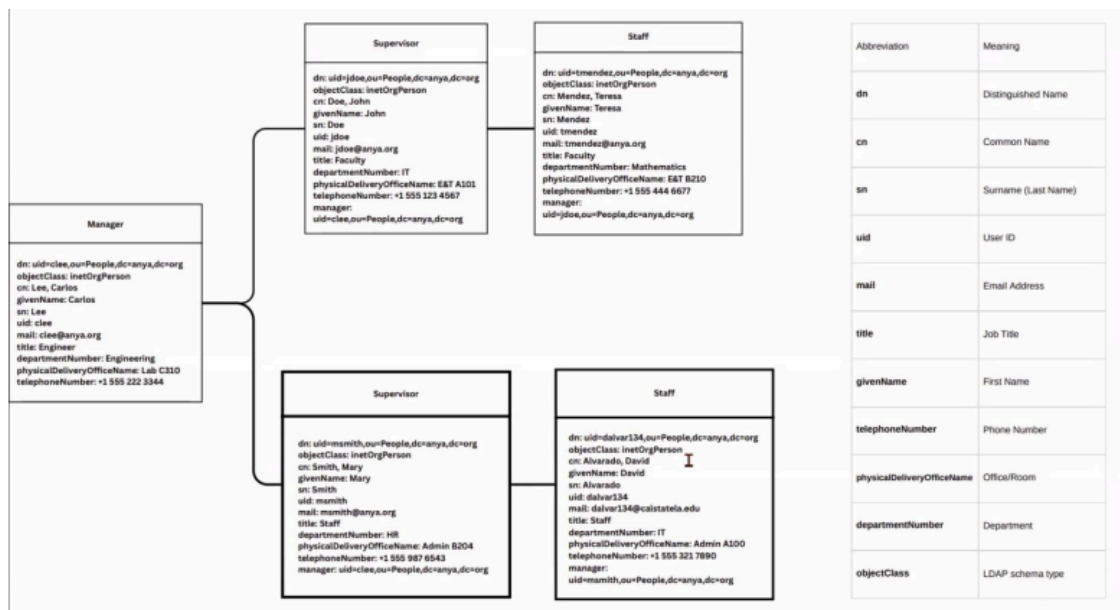 Supervisor
dn: uid=jdoe,ou=People,dc=anya,dc=org
objectClass: inetOrgPerson
cn: Doe, John
givenName: John
sn: Doe
uid: jdoe
mail: jdoe@anya.org
title: Faculty
departmentNumber: IT
physicalDeliveryOfficeName: E&T A101
telephoneNumber: +1 555 123 4567
manager:
uid=clee,ou=People,dc=anya,dc=org
Staff
dn: uid=tmendez,ou=People,dc=anya,dc=org
objectClass: inetOrgPerson
cn: Mendez, Teresa
givenName: Teresa
sn: Mendez
uid: tmendez
mail: tmendez@anya.org
title: Faculty
departmentNumber: Mathematics
physicalDeliveryOfficeName: E&T B210
telephoneNumber: +1 555 444 6677
manager:
uid=jdoe,ou=People,dc=anya,dc=org
Manager
dn: uid=clee,ou=People,dc=anya,dc=org
objectClass: inetOrgPerson
cn: Lee, Carlos
givenName: Carlos
sn: Lee
uid: clee
mail: clee@anya.org
title: Engineer
departmentNumber: Engineering
physicalDeliveryOfficeName: Lab C310
telephoneNumber: +1 555 222 3344
Supervisor
dn: uid=msmith,ou=People,dc=anya,dc=org
objectClass: inetOrgPerson
cn: Smith, Mary
givenName: Mary
sn: Smith
uid: msmith
mail: msmith@anya.org
title: Staff
departmentNumber: HR
physicalDeliveryOfficeName: Admin B204
telephoneNumber: +1 555 987 6543
manager: uid=clee,ou=People,dc=anya,dc=org
Staff
dn: uid=dalvar134,ou=People,dc=anya,dc=org
objectClass: inetOrgPerson
cn: Alvarado, David
givenName: David
sn: Alvarado
uid: dalvar134
mail: dalvar134@calstatela.edu
title: Staff
departmentNumber: IT
physicalDeliveryOfficeName: Admin A100
telephoneNumber: +1 555 321 7890
manager:
uid=msmith,ou=People,dc=anya,dc=org
Abbreviation Meaning
dn Distinguished Name
cn Common Name
sn Surname (Last Name)
uid User ID
mail Email Address
title Job Title
givenName First Name
telephoneNumber Phone Number
physicalDeliveryOfficeName Office/Room
departmentNumber Department
objectClass LDAP schema type